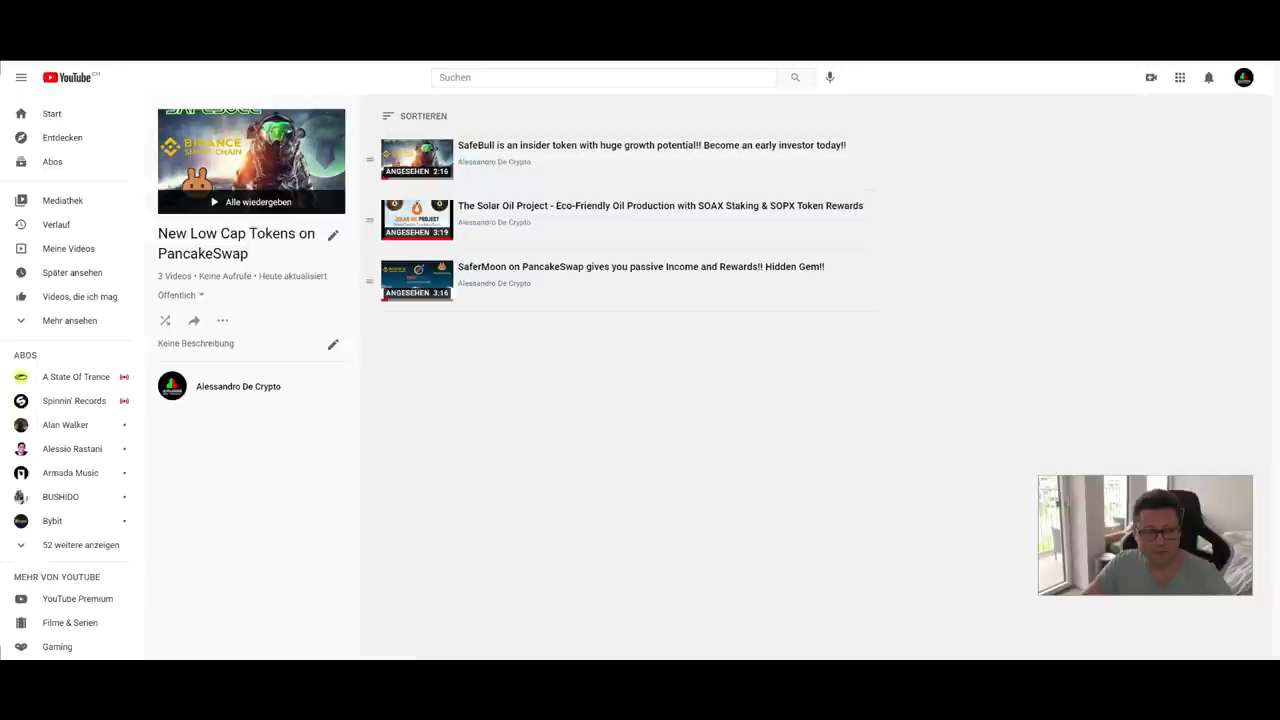 YouTube CH
Suchen
Start
Entdecken
Abos
Mediathek
Verlauf
Meine Videos
Später ansehen
Videos, die ich mag
Mehr ansehen
ABOS
A State Of Trance
Spinnin' Records
Alan Walker
Alessio Rastani
Armada Music
BUSHIDO
Bybit
52 weitere anzeigen
MEHR VON YOUTUBE
YouTube Premium
Filme & Serien
Gaming
SAFEBULL
BINANCE
SMART CHAIN
Alle wiedergeben
New Low Cap Tokens on
PancakeSwap
3 Videos • Keine Aufrufe • Heute aktualisiert
Öffentlich
Keine Beschreibung
Alessandro De Crypto
SORTIEREN
ANGESEHEN 2:16
SafeBull is an insider token with huge growth potential!! Become an early investor today!!
Alessandro De Crypto
SOLAR OIL PROJECT
ANGESEHEN 3:19
The Solar Oil Project - Eco-Friendly Oil Production with SOAX Staking & SOPX Token Rewards
Alessandro De Crypto
ANGESEHEN 3:16
SaferMoon on PancakeSwap gives you passive Income and Rewards!! Hidden Gem!!
Alessandro De Crypto